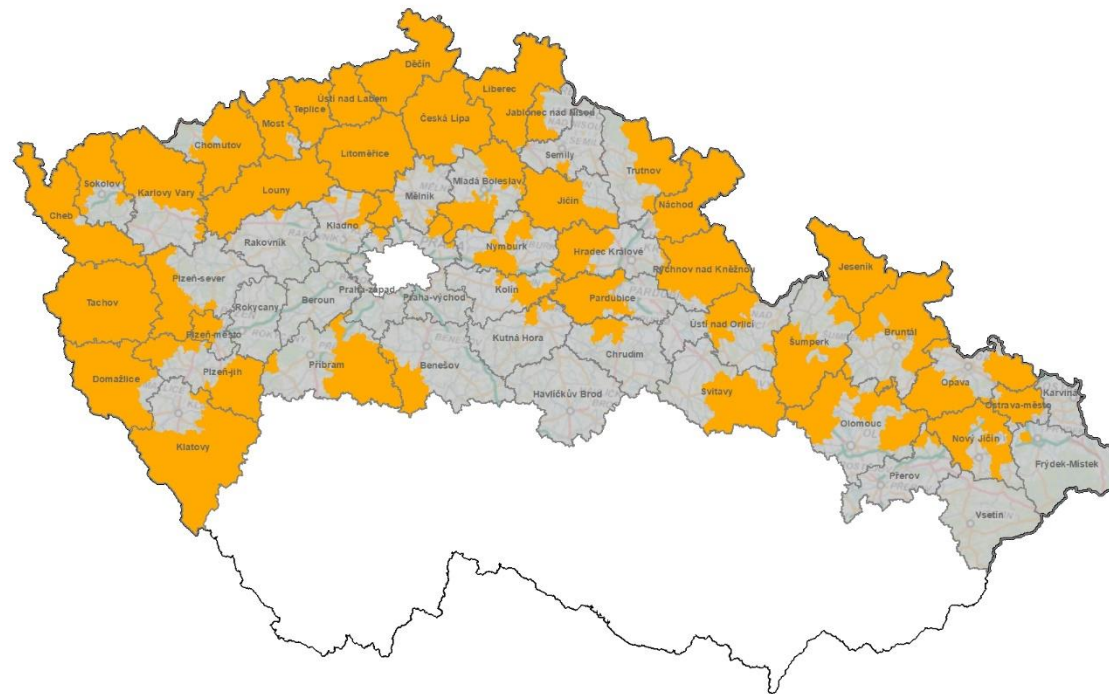 Děčín
Liberec
Ústí nad Labem
Teplice
Jablonec nad Nisou
Česká Lípa
Most
Chomutov
Litoměřice
Semily
Trutnov
Sokolov
Karlovy Vary
Louny
Mělník
Mladá Boleslav
Jičín
Náchod
Cheb
Kladno
Rakovník
Nymburk
Hradec Králové
Rychnov nad Kněžnou
Jeseník
Plzeň-sever
Tachov
Rokycany
Beroun
Praha-západ
Praha-východ
Kolín
Pardubice
Ústí nad Orlicí
Šumperk
Bruntál
Plzeň-město
Kutná Hora
Chrudim
Domažlice
Plzeň-jih
Příbram
Benešov
Havlíčkův Brod
Svitavy
Opava
Karviná
Ostrava-město
Klatovy
Olomouc
Nový Jičín
Frýdek-Místek
Přerov
Vsetín